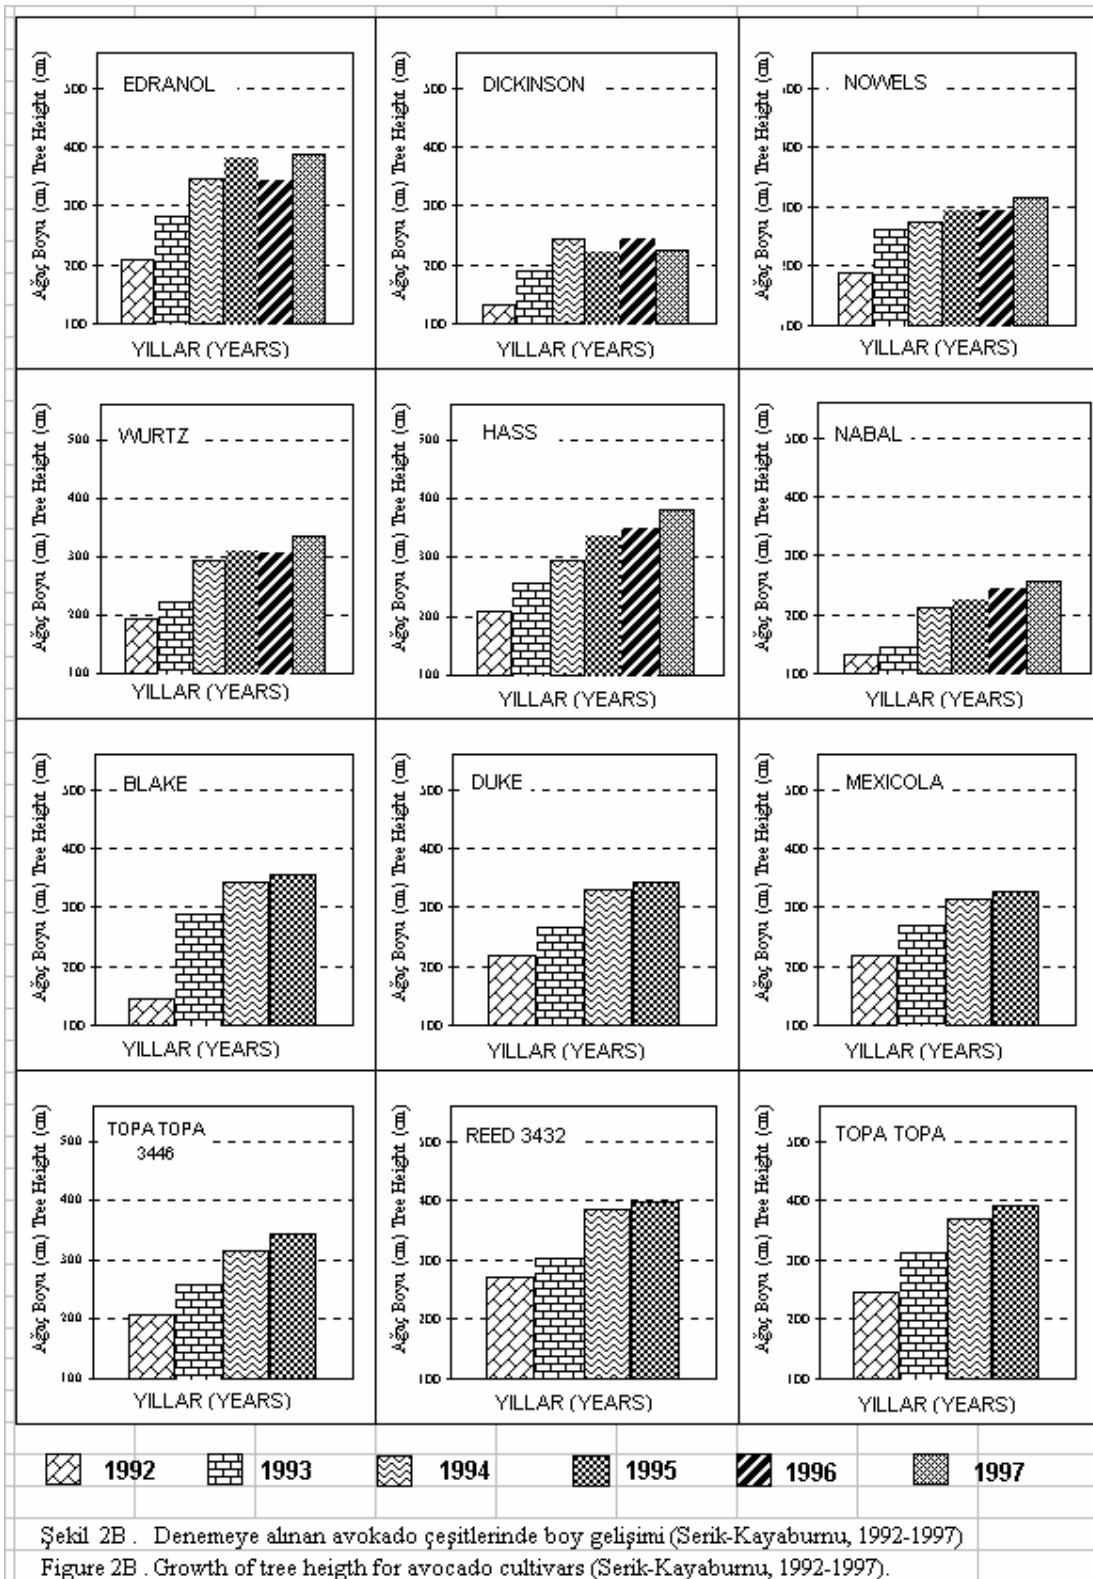 Ağaç Boyu (cm) Tree Height (cm)
EDRANOL
500
400
300
200
100
YILLAR (YEARS)
Ağaç Boyu (cm) Tree Height (cm)
DICKINSON
500
400
300
200
100
YILLAR (YEARS)
Ağaç Boyu (cm) Tree Height (cm)
NOWELS
500
400
300
200
100
YILLAR (YEARS)
Ağaç Boyu (cm) Tree Height (cm)
WURTZ
500
400
300
200
100
YILLAR (YEARS)
Ağaç Boyu (cm) Tree Height (cm)
HASS
500
400
300
200
100
YILLAR (YEARS)
Ağaç Boyu (cm) Tree Height (cm)
NABAL
500
400
300
200
100
YILLAR (YEARS)
Ağaç Boyu (cm) Tree Height (cm)
BLAKE
500
400
300
200
100
YILLAR (YEARS)
Ağaç Boyu (cm) Tree Height (cm)
DUKE
500
400
300
200
100
YILLAR (YEARS)
Ağaç Boyu (cm) Tree Height (cm)
MEXICOLA
500
400
300
200
100
YILLAR (YEARS)
Ağaç Boyu (cm) Tree Height (cm)
TOPA TOPA
3446
500
400
300
200
100
YILLAR (YEARS)
Ağaç Boyu (cm) Tree Height (cm)
REED 3432
500
400
300
200
100
YILLAR (YEARS)
Ağaç Boyu (cm) Tree Height (cm)
TOPA TOPA
500
400
300
200
100
YILLAR (YEARS)
1992 1993 1994 1995 1996 1997
Şekil 2B . Denemeye alınan avokado çeşitlerinde boy gelişimi (Serik-Kayaburnu, 1992-1997)
Figure 2B . Growth of tree heigth for avocado cultivars (Serik-Kayaburnu, 1992-1997).